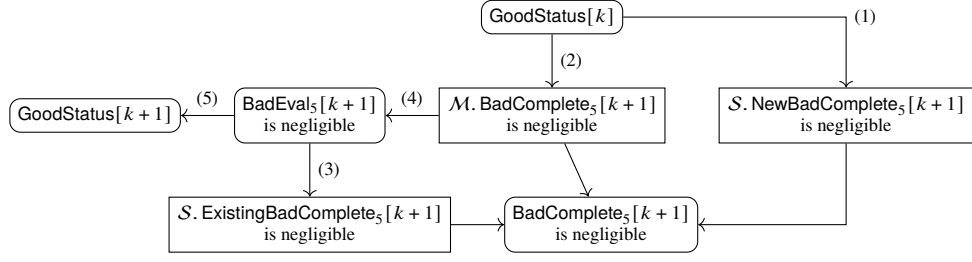 GoodStatus[k]
(1)
(2)
GoodStatus[k+1]
(5)
BadEval₅[k+1]
is negligible
(4)
ℳ. BadComplete₅[k+1]
is negligible
𝒮. NewBadComplete₅[k+1]
is negligible
(3)
𝒮. ExistingBadComplete₅[k+1]
is negligible
BadComplete₅[k+1]
is negligible